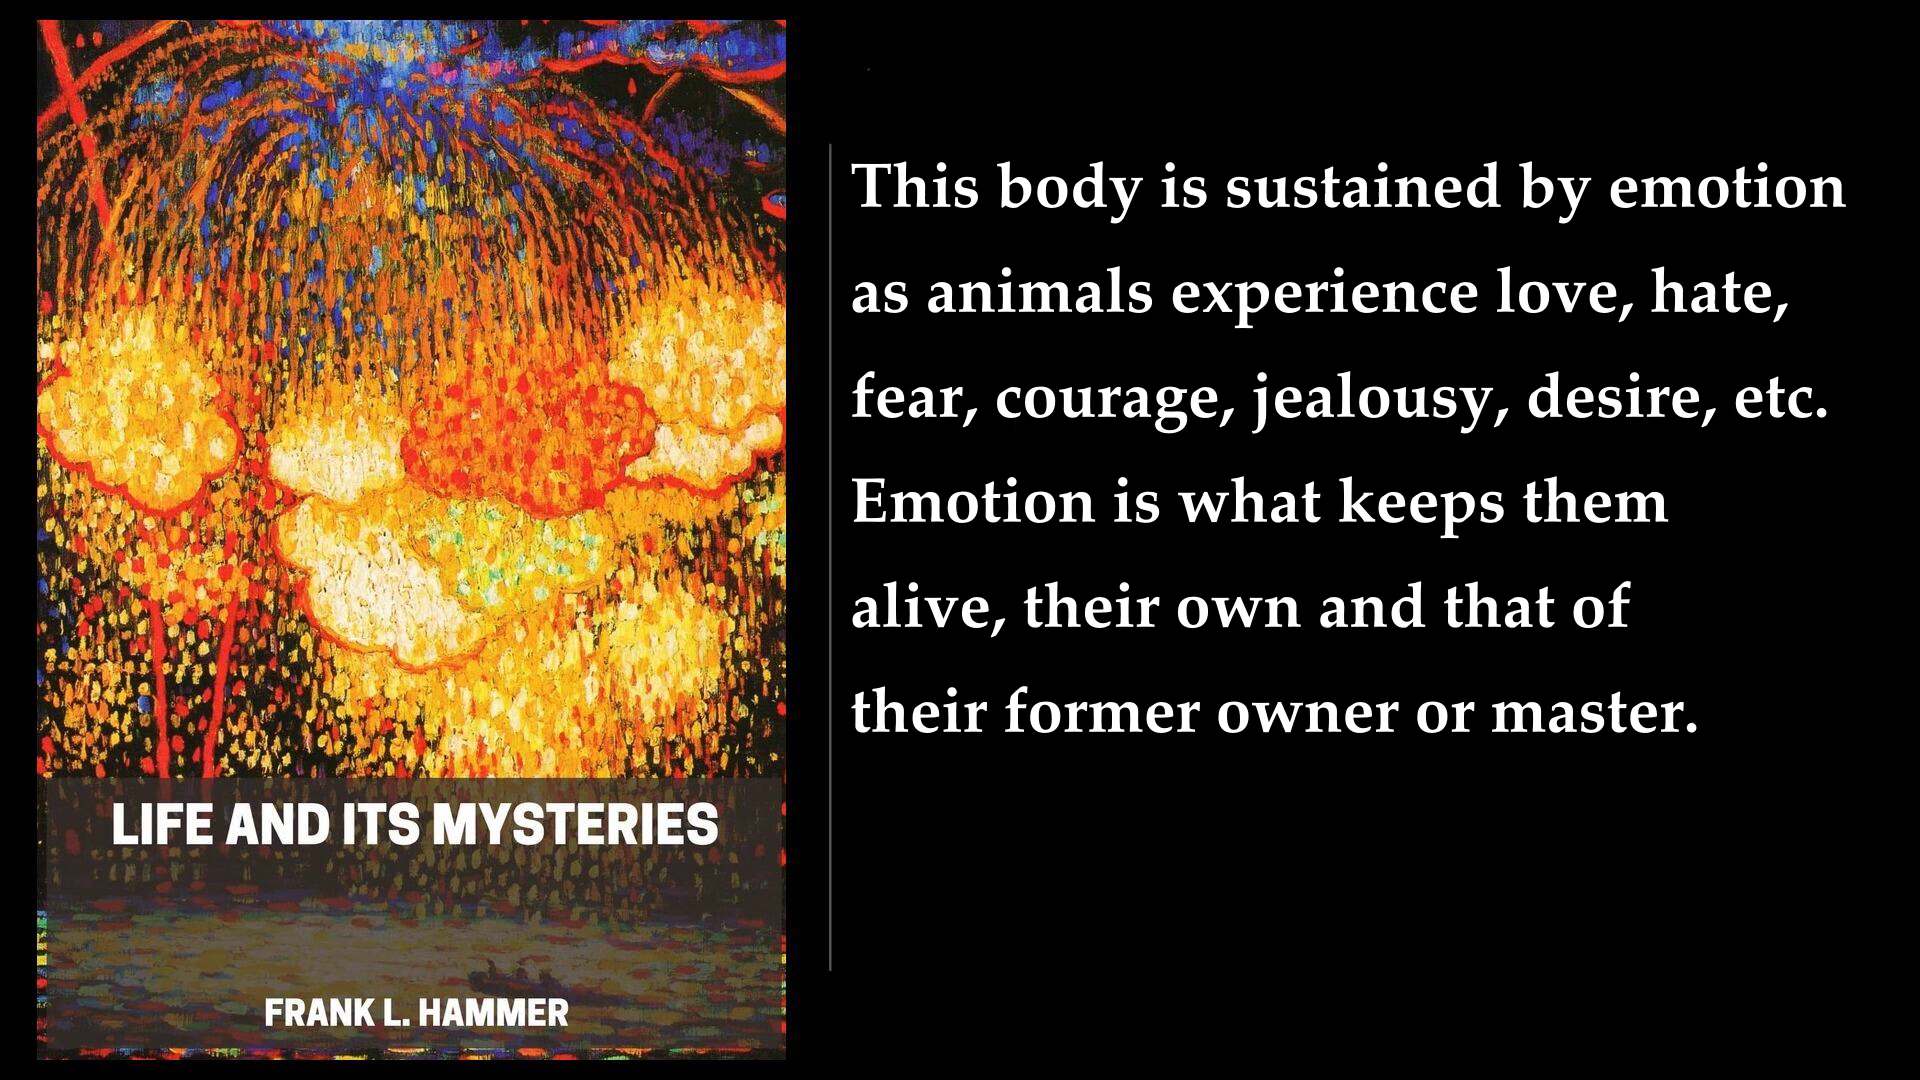 This body is sustained by emotion
as animals experience love, hate,
fear, courage, jealousy, desire, etc.
Emotion is what keeps them
alive, their own and that of
their former owner or master.
LIFE AND ITS MYSTERIES
FRANK L. HAMMER